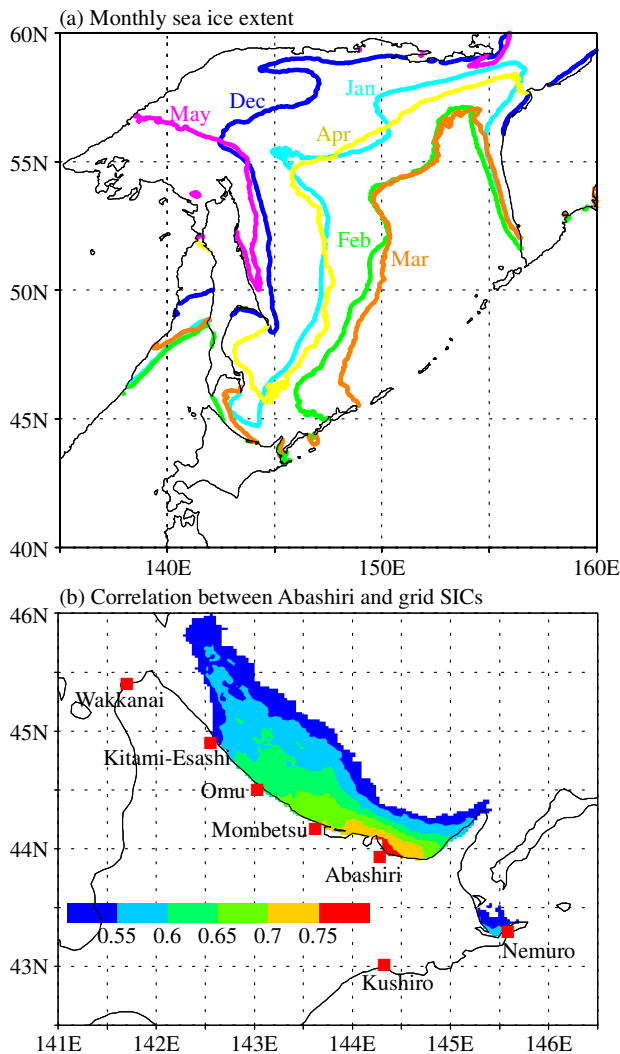 (a) Monthly sea ice extent
60N
Jan
Dec
May
Apr
55N
Feb
Mar
50N
45N
40N
140E
150E
160E
(b) Correlation between Abashiri and grid SICs
46N
Wakkanai
45N
Kitami-Esashi
Omu
Mombetsu
44N
Abashiri
0.55
0.6
0.65
0.7
0.75
Nemuro
43N
Kushiro
141E
142E
143E
144E
145E
146E